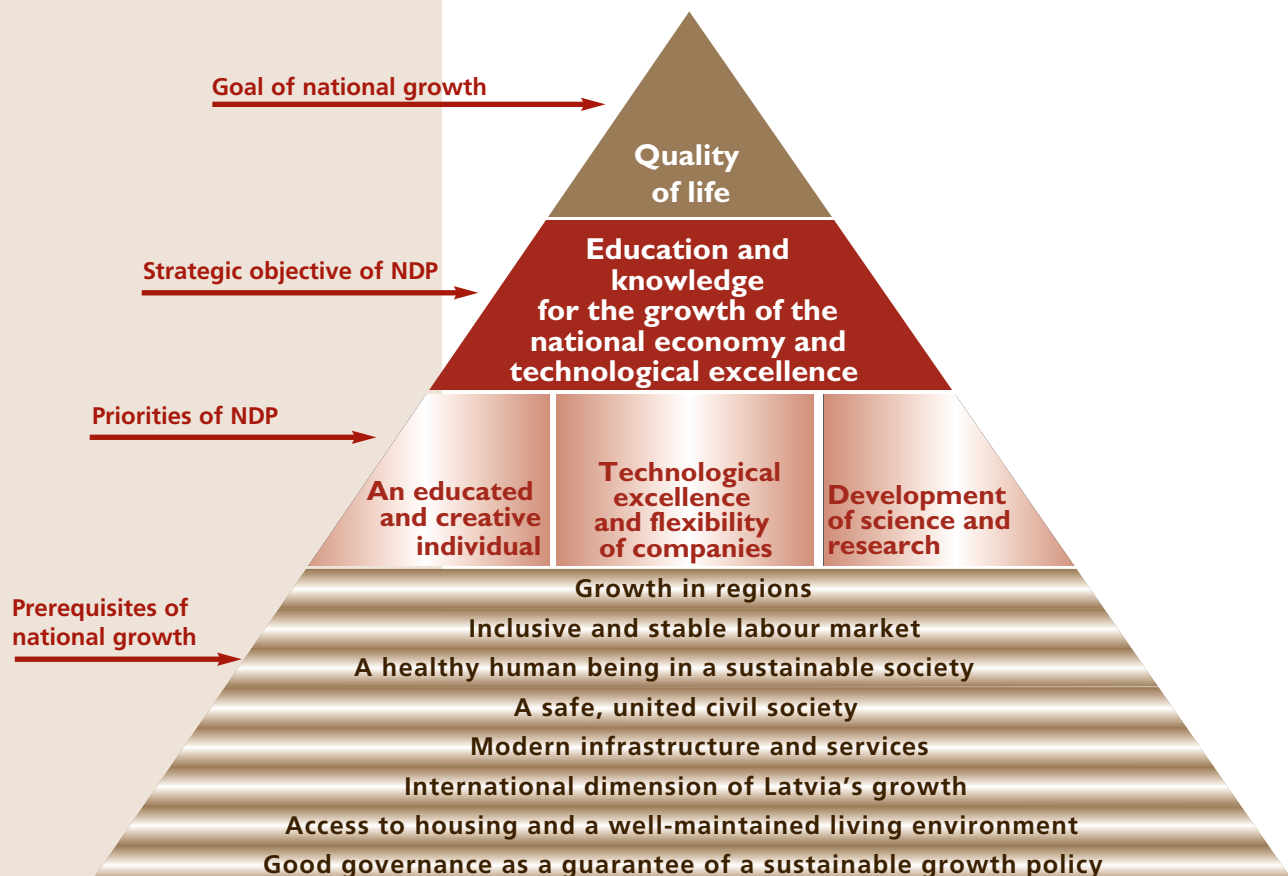 Goal of national growth
Quality
of life
Strategic objective of NDP
Education and
knowledge
for the growth of the
national economy and
technological excellence
Priorities of NDP
An educated
and creative
individual
Technological
excellence
and flexibility
of companies
Development
of science and
research
Prerequisites of
national growth
Growth in regions
Inclusive and stable labour market
A healthy human being in a sustainable society
A safe, united civil society
Modern infrastructure and services
International dimension of Latvia’s growth
Access to housing and a well-maintained living environment
Good governance as a guarantee of a sustainable growth policy